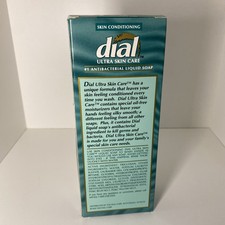 SKIN CONDITIONING
dial
ULTRA SKIN CARE
#1 ANTIBACTERIAL LIQUID SOAP
Dial Ultra Skin Care™ has a
unique formula that leaves your
skin feeling conditioned every
time you wash. Dial Ultra Skin
Care™ contains special oil-free
moisturizers that leave your
hands feeling silky smooth; a
different feeling from all other
soaps. Plus, it contains Dial
liquid soap's antibacterial
ingredient to kill germs and
bacteria. Dial Ultra Skin Care™
is made for you and your family's
special skin care needs.